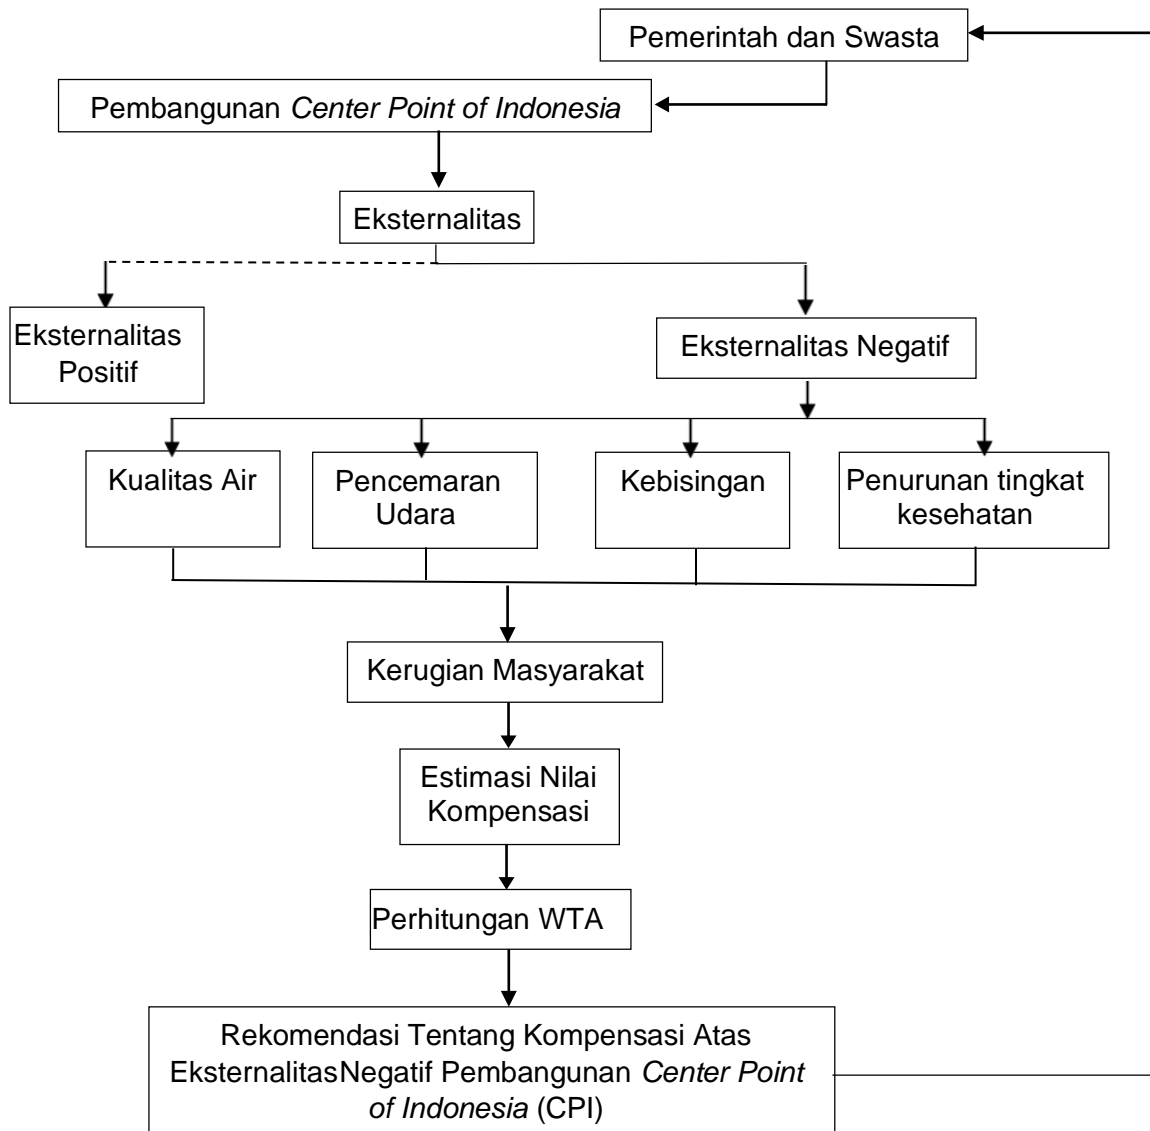 Pemerintah dan Swasta
Pembangunan Center Point of Indonesia
Eksternalitas
Eksternalitas
Positif
Eksternalitas Negatif
Kualitas Air
Pencemaran
Udara
Kebisingan
Penurunan tingkat
kesehatan
Kerugian Masyarakat
Estimasi Nilai
Kompensasi
Perhitungan WTA
Rekomendasi Tentang Kompensasi Atas
EksternalitasNegatif Pembangunan Center Point
of Indonesia (CPI)